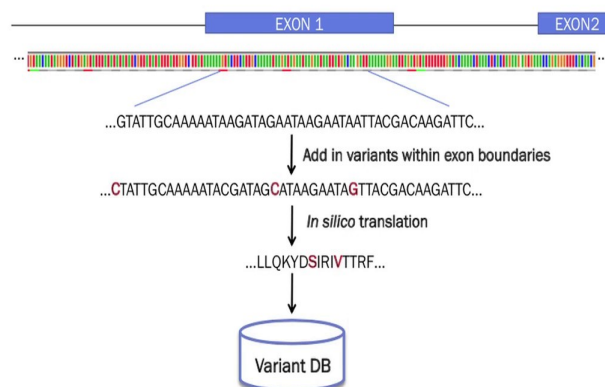 EXON 1
EXON2
... ...
...GTATTGCAAAAATAAGATAGAATAAGAATAATTACGACAAGATTC...
Add in variants within exon boundaries
...CTATTGCAAAAATACGATAGCATAAGAATAGTTACGACAAGATTC...
In silico translation
...LLQKYDSIRIVTTRF...
Variant DB